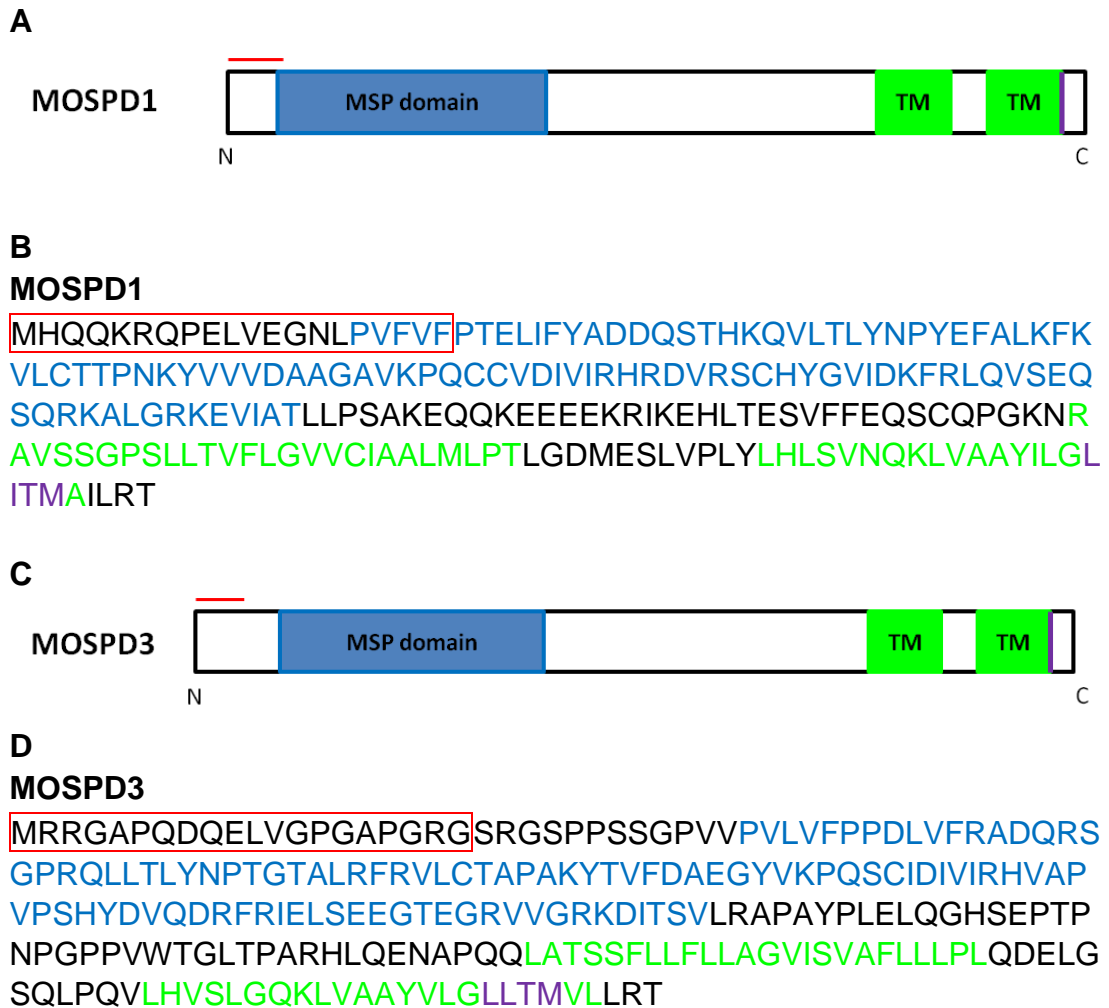 A
MOSPD1
MSP domain
TM
TM
N
C
B
MOSPD1
MHQQKRQPELVEGNLPVFVFPTELIFYADDQSTHKQVLTLYNPYEFALKFK
VLCTTPNKYVVVDAAGAVKPQCCVDIVIRHRDVRSCHYGVIDKFRLQVSEQ
SQRKALGRKEVIATLLPSAKEQQKEEEEKRIKEHLTESVFFEQSCQPGKNR
AVSSGPSLLTVFLGVVCIAALMLPTLGDMESLVPLYLHLSVNQKLVAAYILGL
ITMAILRT
C
MOSPD3
MSP domain
TM
TM
N
C
D
MOSPD3
MRRGAPQDQELVGPGAPGRGSRGSPPSSGPVVPVLVFPPDLVFRADQRS
GPRQLLTLYNPTGTALRFRVLCTAPAKYTVFDAEGYVKPQSCIDIVIRHVAP
VPSHYDVQDRFRIELSEEGTEGRVVGRKDITSVLRAPAYPLELQGHSEPTP
NPGPPVWTGLTPARHLQENAPQQLATSSFLLFLLAGVISVAFLLLPLQDELG
SQLPQVLHVSLGQKLVAAYVLGLLTMVLLRT